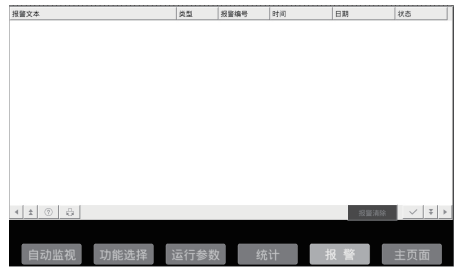 报警文本 类型 报警编号 时间 日期 状态
报警清除
自动监视 功能选择 运行参数 统计 报 警 主页面